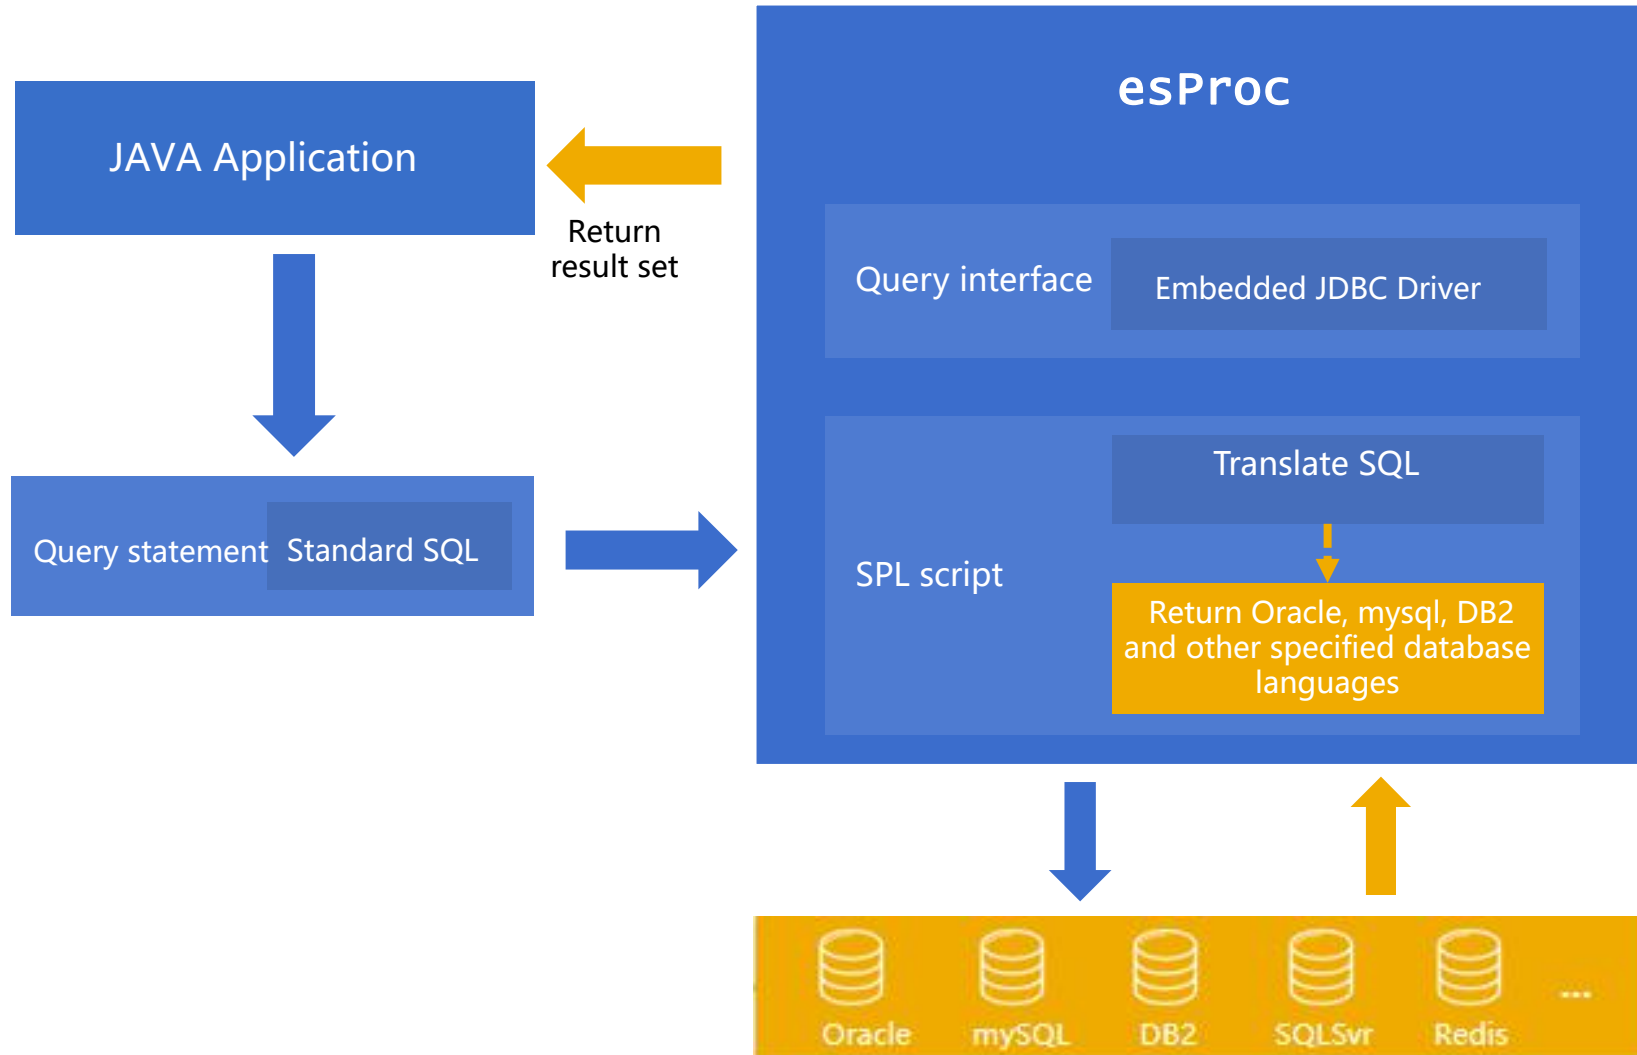 esProc
JAVA Application
Return
result set
Query interface
Embedded JDBC Driver
Translate SQL
Query statement
Standard SQL
SPL script
Return Oracle, mysql, DB2
and other specified database
languages
Oracle
mySQL
DB2
SQLSvr
Redis
...